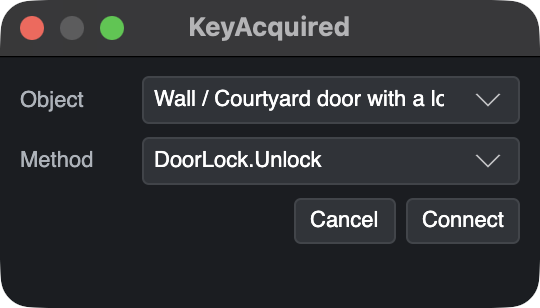 KeyAcquired
Object
Wall / Courtyard door with a lo
Method
DoorLock.Unlock
Cancel
Connect